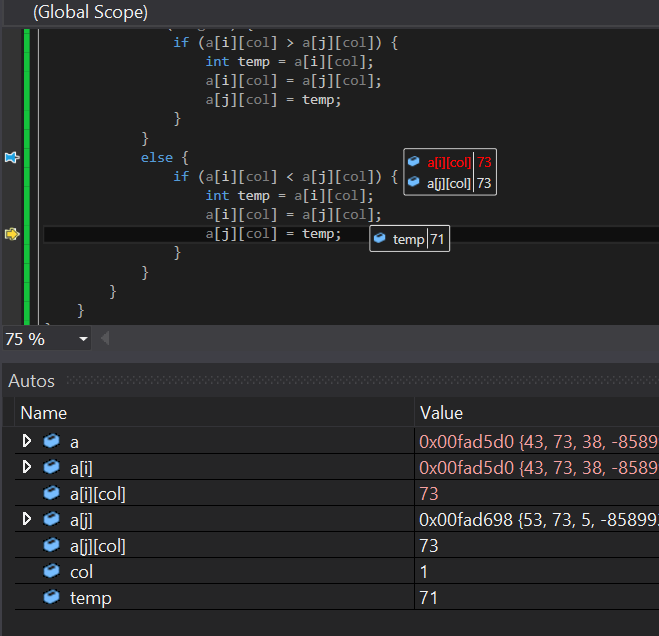 (Global Scope)
if (a[i][col] > a[j][col]) {
int temp = a[i][col];
a[i][col] = a[j][col];
a[j][col] = temp;
}
}
else {
a[i][col] 73
if (a[i][col] < a[j][col]) {
a[j][col] 73
int temp = a[i][col];
a[i][col] = a[j][col];
a[j][col] = temp;
temp 71
}
}
}
}
75 %
Autos
Name Value
a 0x00fad5d0 {43, 73, 38, -8589
a[i] 0x00fad5d0 {43, 73, 38, -8589
a[i][col] 73
a[j] 0x00fad698 {53, 73, 5, -85899
a[j][col] 73
col 1
temp 71